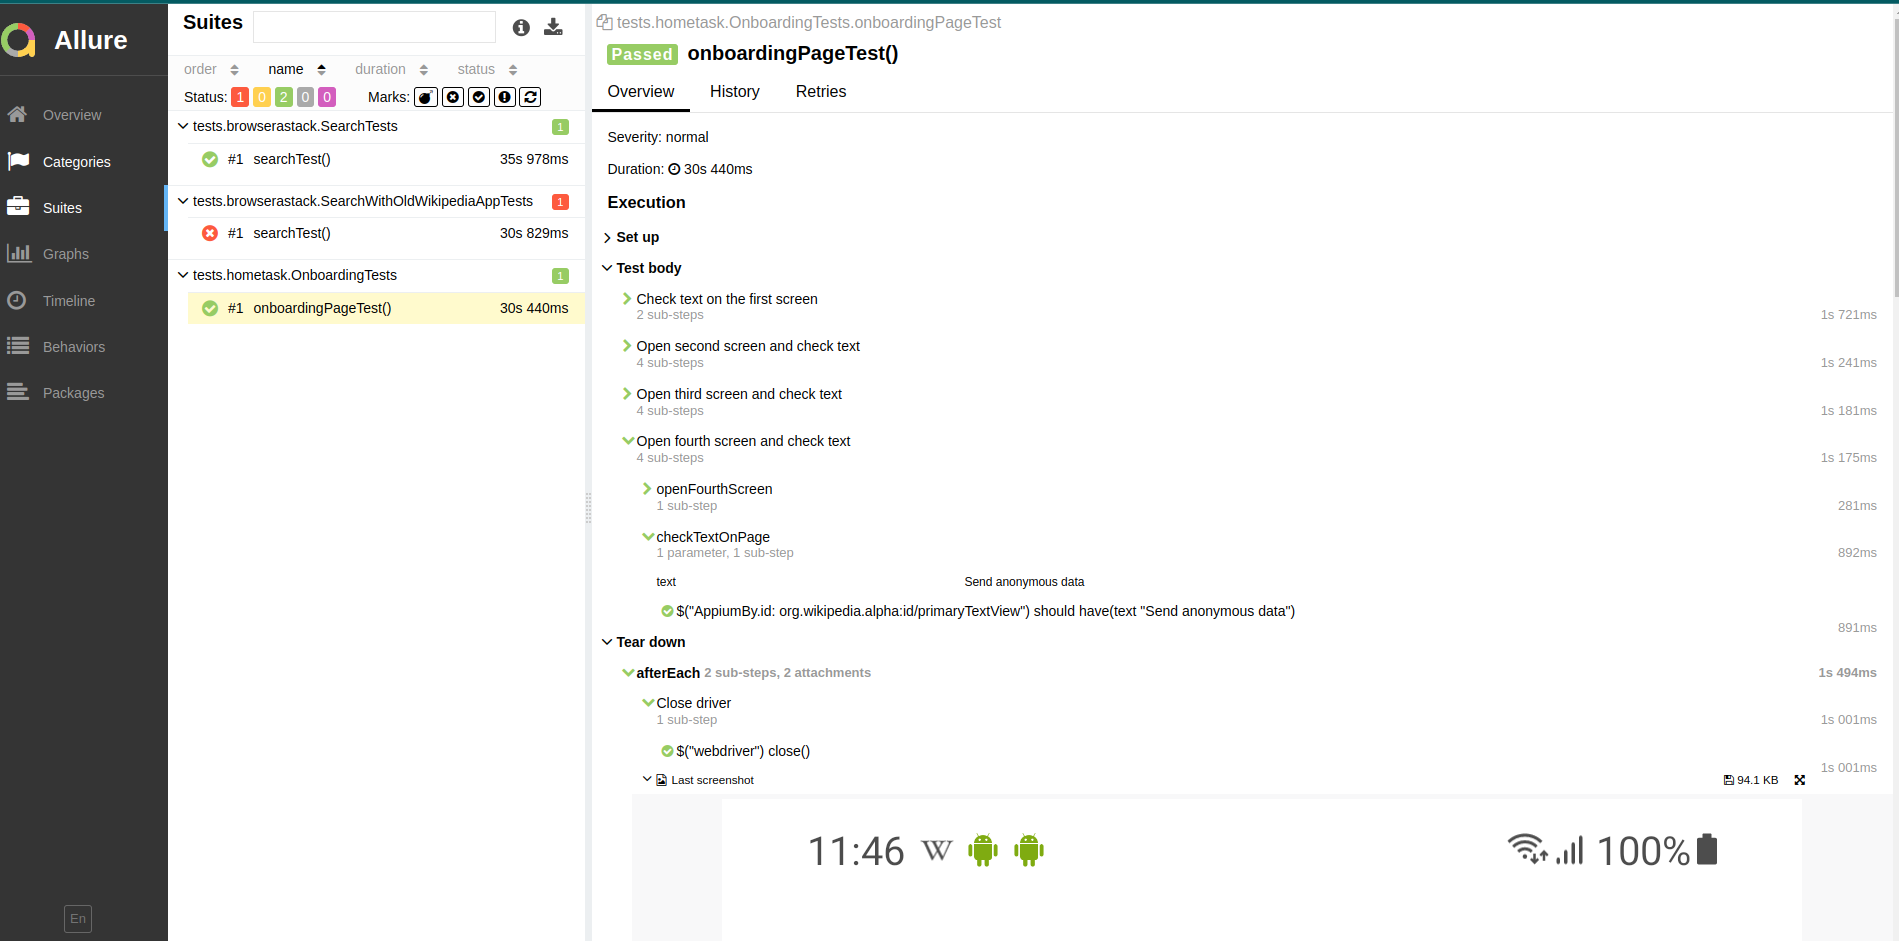 Allure
Overview
Categories
Suites
Graphs
Timeline
Behaviors
Packages
En
Suites
order name duration status
Status: 1 0 2 0 0 Marks:
tests.browserastack.SearchTests 1
#1 searchTest() 35s 978ms
tests.browserastack.SearchWithOldWikipediaAppTests 1
#1 searchTest() 30s 829ms
tests.hometask.OnboardingTests 1
#1 onboardingPageTest() 30s 440ms
tests.hometask.OnboardingTests.onboardingPageTest
Passed onboardingPageTest()
Overview History Retries
Severity: normal
Duration: 30s 440ms
Execution
Set up
Test body
Check text on the first screen
2 sub-steps 1s 721ms
Open second screen and check text
4 sub-steps 1s 241ms
Open third screen and check text
4 sub-steps 1s 181ms
Open fourth screen and check text
4 sub-steps 1s 175ms
openFourthScreen
1 sub-step 281ms
checkTextOnPage
1 parameter, 1 sub-step 892ms
text Send anonymous data
$("AppiumBy.id: org.wikipedia.alpha:id/primaryTextView") should have(text "Send anonymous data")
891ms
Tear down
afterEach 2 sub-steps, 2 attachments 1s 494ms
Close driver
1 sub-step 1s 001ms
$("webdriver") close()
1s 001ms
Last screenshot 94.1 KB
11:46 W 100%